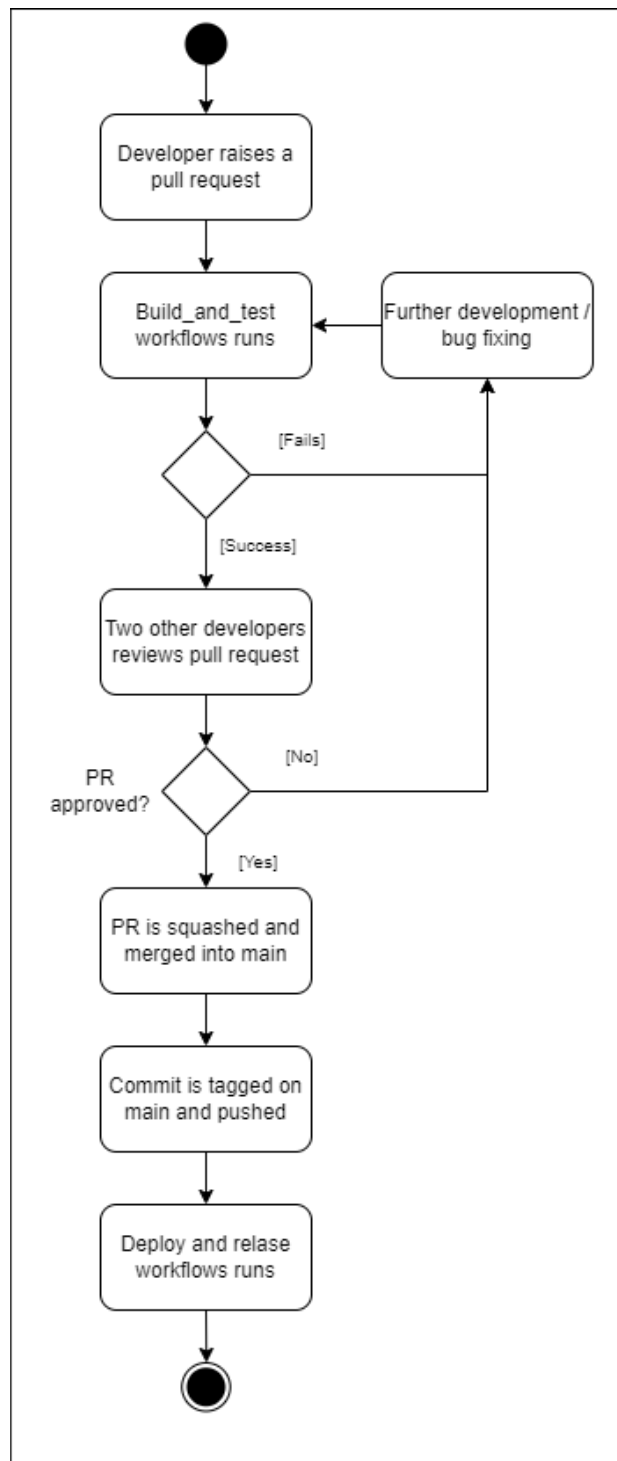 Developer raises a
pull request
Build_and_test
workflows runs
Further development /
bug fixing
[Fails]
[Success]
Two other developers
reviews pull request
[No]
PR
approved?
[Yes]
PR is squashed and
merged into main
Commit is tagged on
main and pushed
Deploy and relase
workflows runs